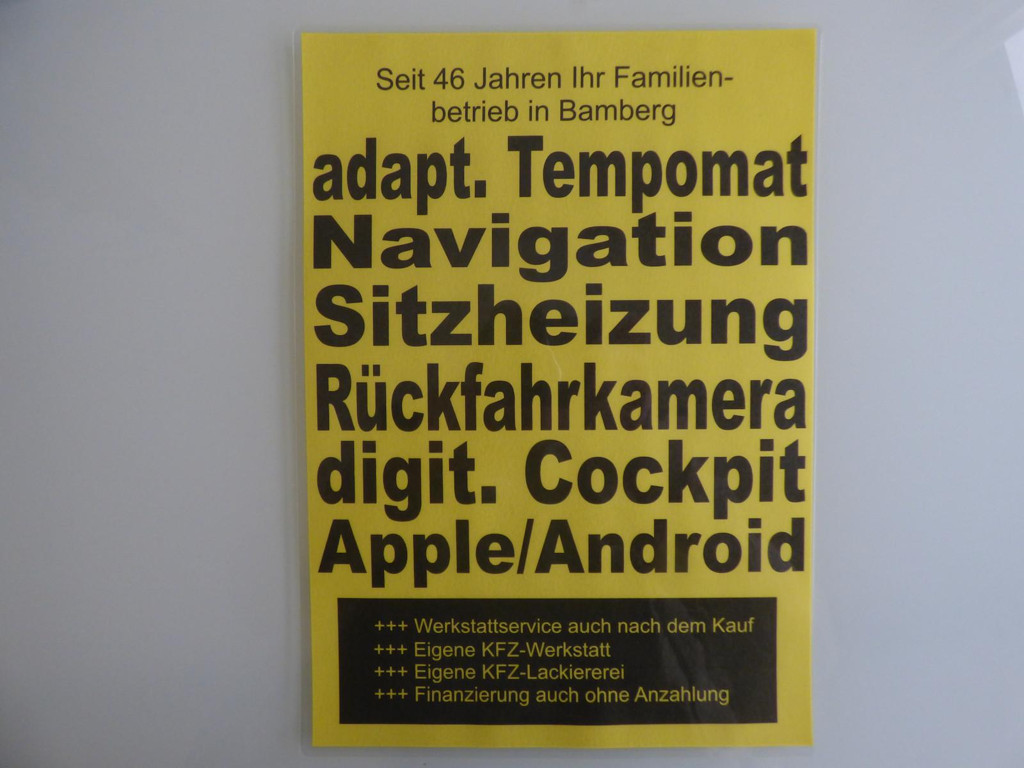 Seit 46 Jahren Ihr Familien-
betrieb in Bamberg
adapt. Tempomat
Navigation
Sitzheizung
Rückfahrkamera
digit. Cockpit
Apple/Android
+++ Werkstattservice auch nach dem Kauf
+++ Eigene KFZ-Werkstatt
+++ Eigene KFZ-Lackiererei
+++ Finanzierung auch ohne Anzahlung